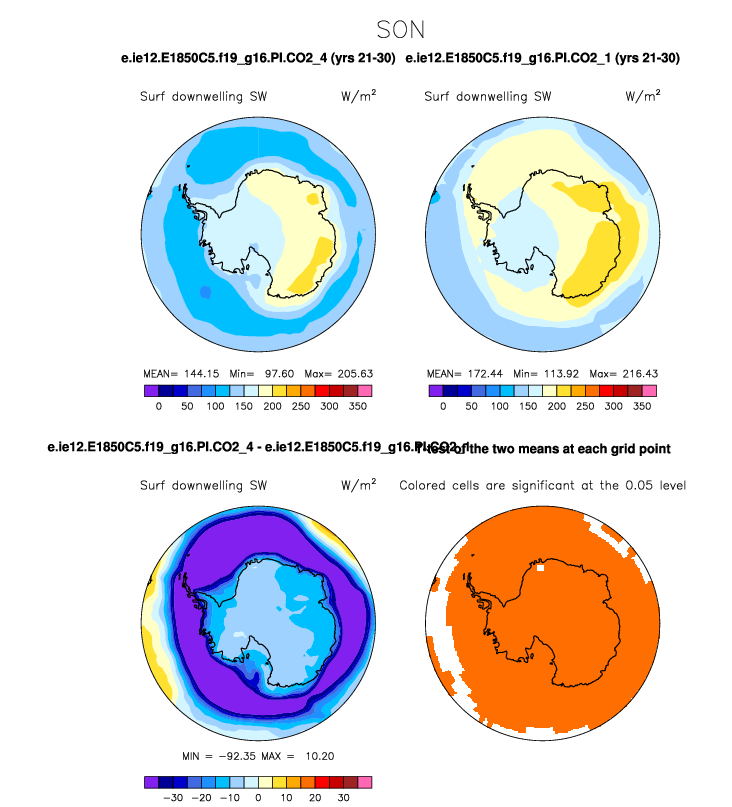 SON
e.ie12.E1850C5.f19_g16.PI.CO2_4 (yrs 21-30) e.ie12.E1850C5.f19_g16.PI.CO2_1 (yrs 21-30)
Surf downwelling SW W/m² Surf downwelling SW W/m²
MEAN= 144.15 Min= 97.60 Max= 205.63 MEAN= 172.44 Min= 113.92 Max= 216.43
0 50 100 150 200 250 300 350 0 50 100 150 200 250 300 350
e.ie12.E1850C5.f19_g16.PI.CO2_4 - e.ie12.E1850C5.f19_g16.PI.CO2_1 T-test of the two means at each grid point
Surf downwelling SW W/m² Colored cells are significant at the 0.05 level
MIN = -92.35 MAX = 10.20
-30 -20 -10 0 10 20 30